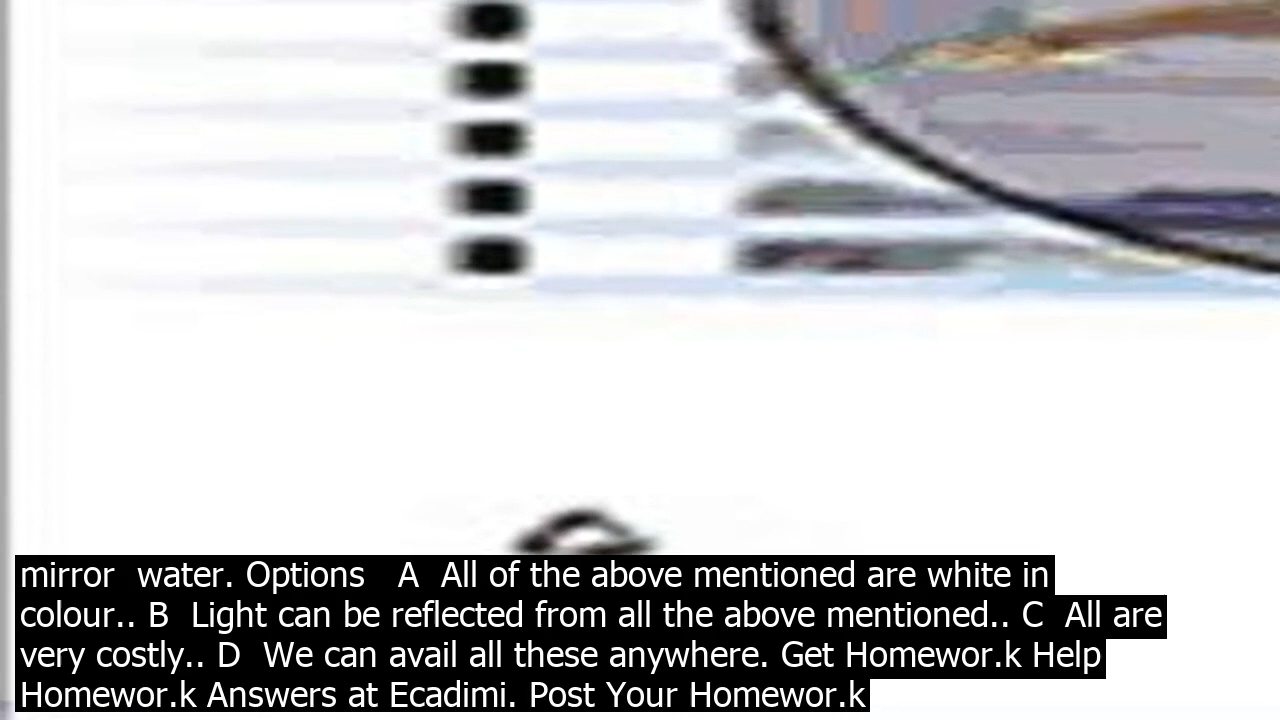 mirror  water. Options   A  All of the above mentioned are white in
colour.. B  Light can be reflected from all the above mentioned.. C  All are
very costly.. D  We can avail all these anywhere. Get Homewor.k Help
Homewor.k Answers at Ecadimi. Post Your Homewor.k